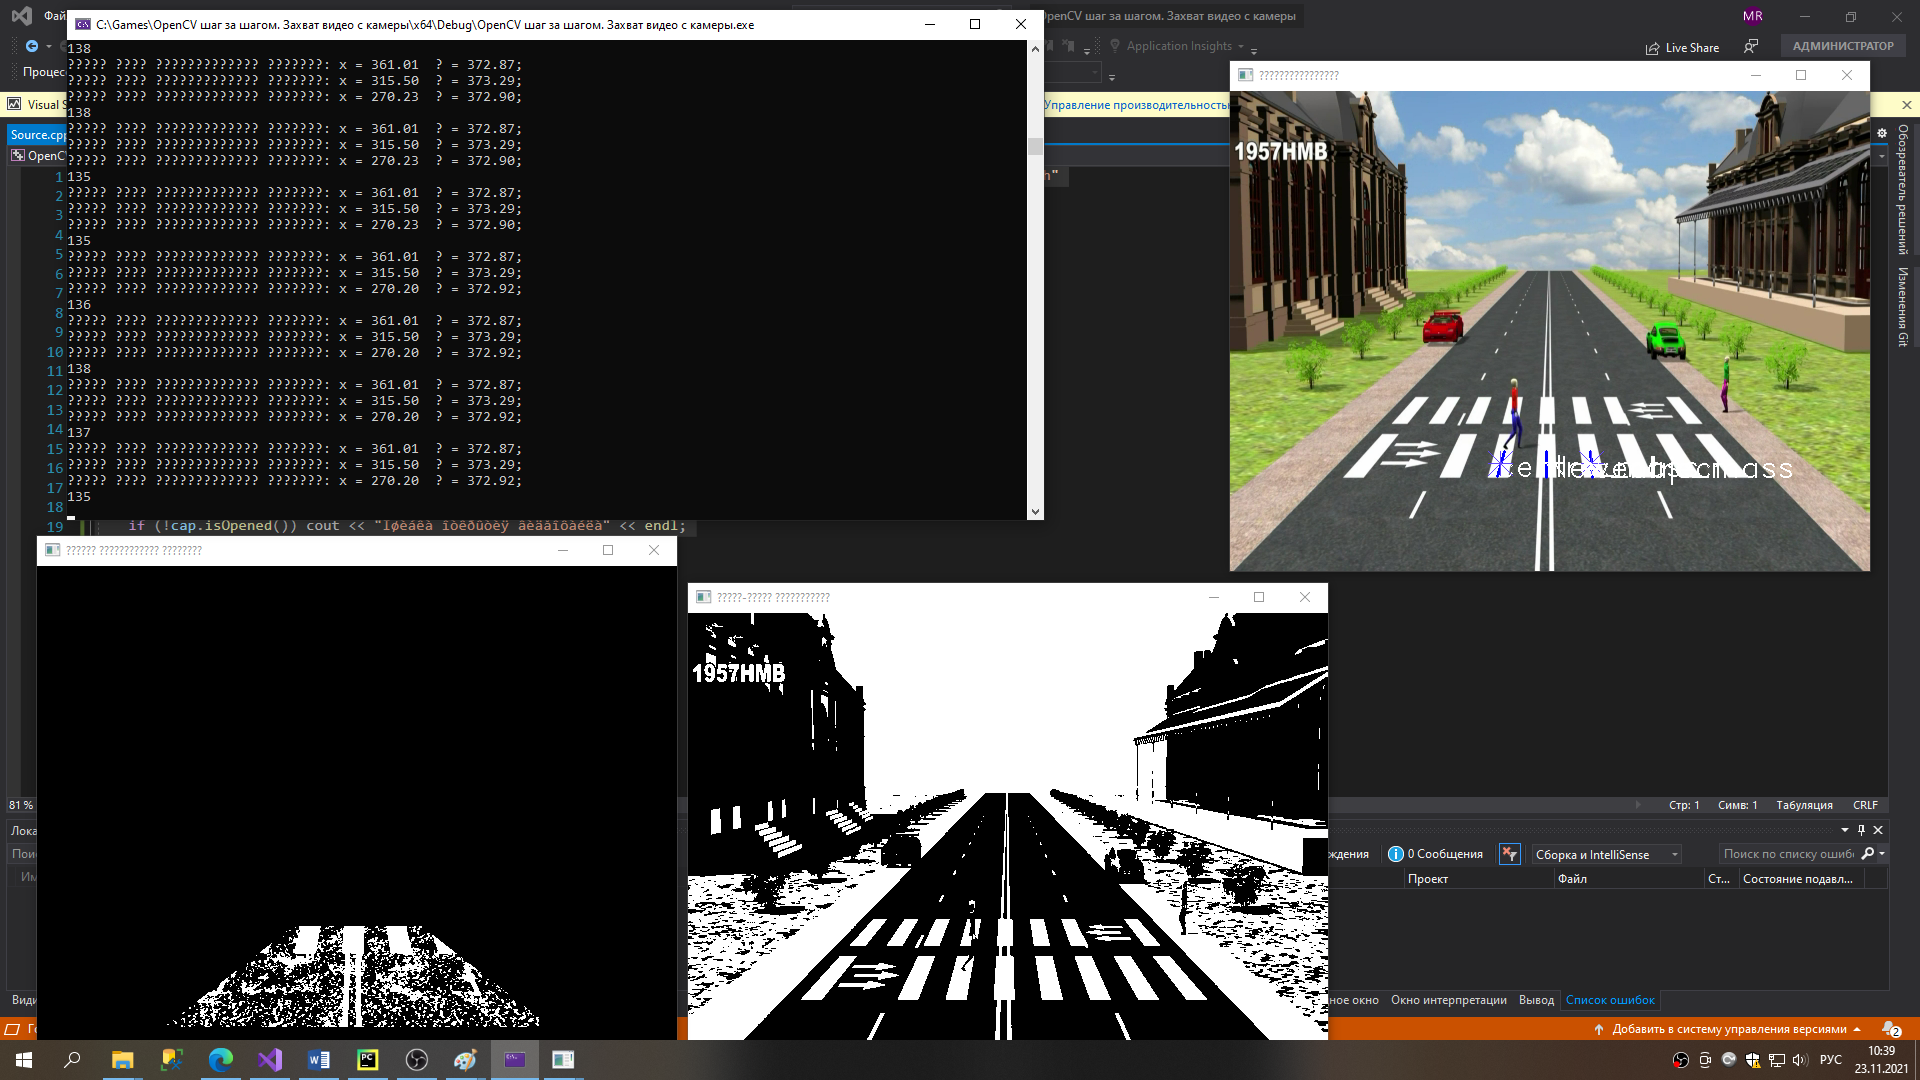 Фай
OpenCV шаг за шагом. Захват видео с камеры
MR
C:\Games\OpenCV шаг за шагом. Захват видео с камеры\x64\Debug\OpenCV шаг за шагом. Захват видео с камеры.exe
Application Insights
Live Share
АДМИНИСТРАТОР
Процес
Visual S
Управление производительностью
Source.cpp
OpenC
138
????? ???? ????????????? ???????: x = 361.01  ? = 372.87;
????? ???? ????????????? ???????: x = 315.50  ? = 373.29;
????? ???? ????????????? ???????: x = 270.23  ? = 372.90;
138
????? ???? ????????????? ???????: x = 361.01  ? = 372.87;
????? ???? ????????????? ???????: x = 315.50  ? = 373.29;
????? ???? ????????????? ???????: x = 270.23  ? = 372.90;
135
????? ???? ????????????? ???????: x = 361.01  ? = 372.87;
????? ???? ????????????? ???????: x = 315.50  ? = 373.29;
????? ???? ????????????? ???????: x = 270.23  ? = 372.90;
135
????? ???? ????????????? ???????: x = 361.01  ? = 372.87;
????? ???? ????????????? ???????: x = 315.50  ? = 373.29;
????? ???? ????????????? ???????: x = 270.20  ? = 372.92;
136
????? ???? ????????????? ???????: x = 361.01  ? = 372.87;
????? ???? ????????????? ???????: x = 315.50  ? = 373.29;
????? ???? ????????????? ???????: x = 270.20  ? = 372.92;
138
????? ???? ????????????? ???????: x = 361.01  ? = 372.87;
????? ???? ????????????? ???????: x = 315.50  ? = 373.29;
????? ???? ????????????? ???????: x = 270.20  ? = 372.92;
137
????? ???? ????????????? ???????: x = 361.01  ? = 372.87;
????? ???? ????????????? ???????: x = 315.50  ? = 373.29;
????? ???? ????????????? ???????: x = 270.20  ? = 372.92;
135
1
2
3
4
5
6
7
8
9
10
11
12
13
14
15
16
17
18
19
h"
if (!cap.isOpened()) cout << "Îøèáêà îòêðûòèÿ âèäåîôàéëà" << endl;
????????????????
1957HMB
mass
Обозреватель решений
Изменения Git
?????? ???????????? ????????
?????-????? ???????????
1957HMB
81 %
Стр: 1
Симв: 1
Табуляция
CRLF
Лока
Пои
Им
ждения
0 Сообщения
Сборка и IntelliSense
Поиск по списку ошибо
Проект
Файл
Ст...
Состояние подавл...
Види
ное окно
Окно интерпретации
Вывод
Список ошибок
Го
Добавить в систему управления версиями
2
РУС
10:39
23.11.2021